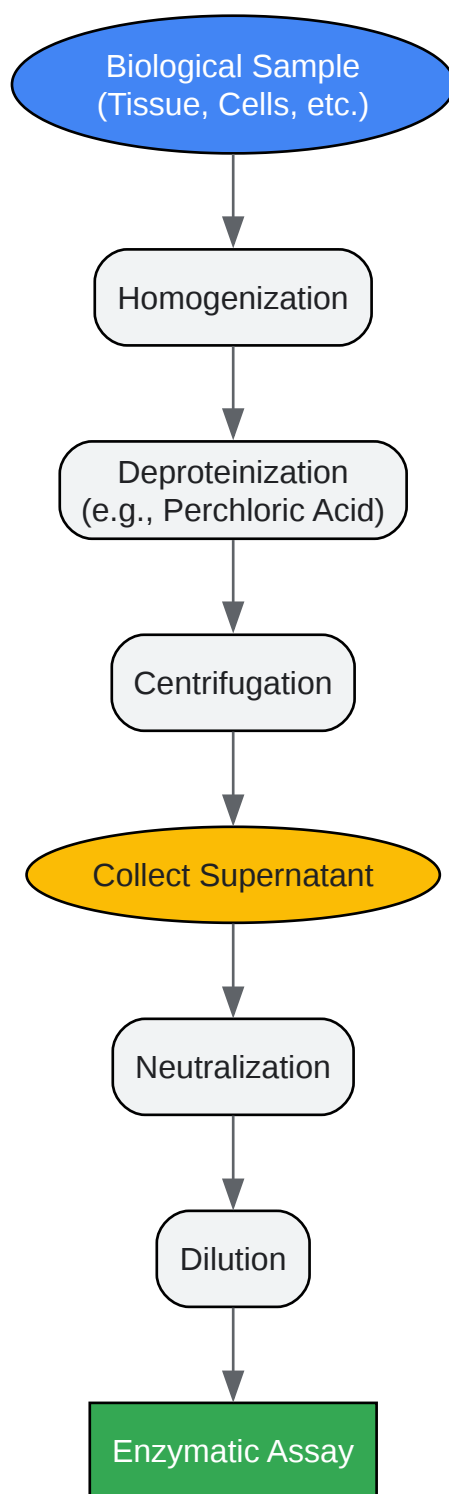 Biological Sample
(Tissue, Cells, etc.)
Homogenization
Deproteinization
(e.g., Perchloric Acid)
Centrifugation
Collect Supernatant
Neutralization
Dilution
Enzymatic Assay